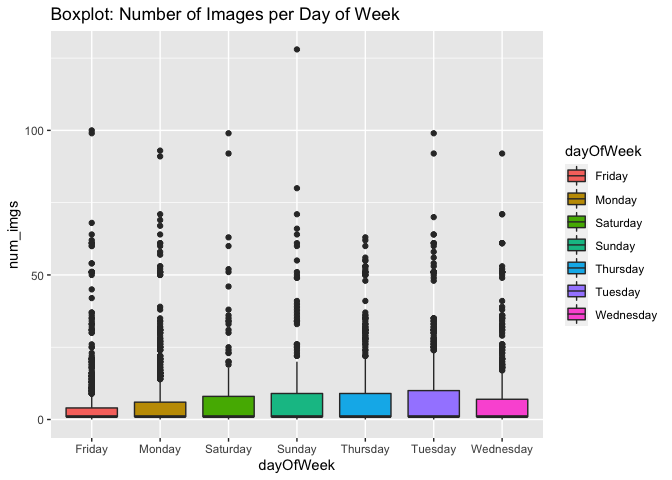 Boxplot: Number of Images per Day of Week
num_imgs
100
50
0
Friday
Monday
Saturday
Sunday
Thursday
Tuesday
Wednesday
dayOfWeek
dayOfWeek
Friday
Monday
Saturday
Sunday
Thursday
Tuesday
Wednesday